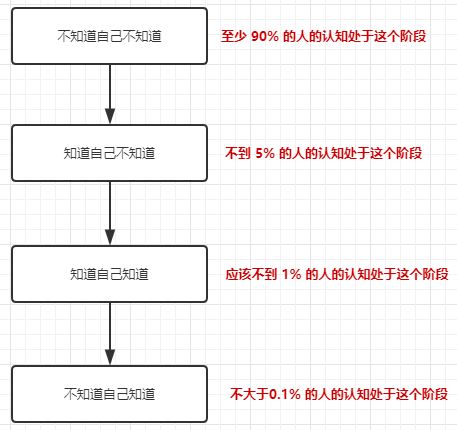 不知道自己不知道
至少 90% 的人的认知处于这个阶段
知道自己不知道
不到 5% 的人的认知处于这个阶段
知道自己知道
应该不到 1% 的人的认知处于这个阶段
不知道自己知道
不大于0.1% 的人的认知处于这个阶段